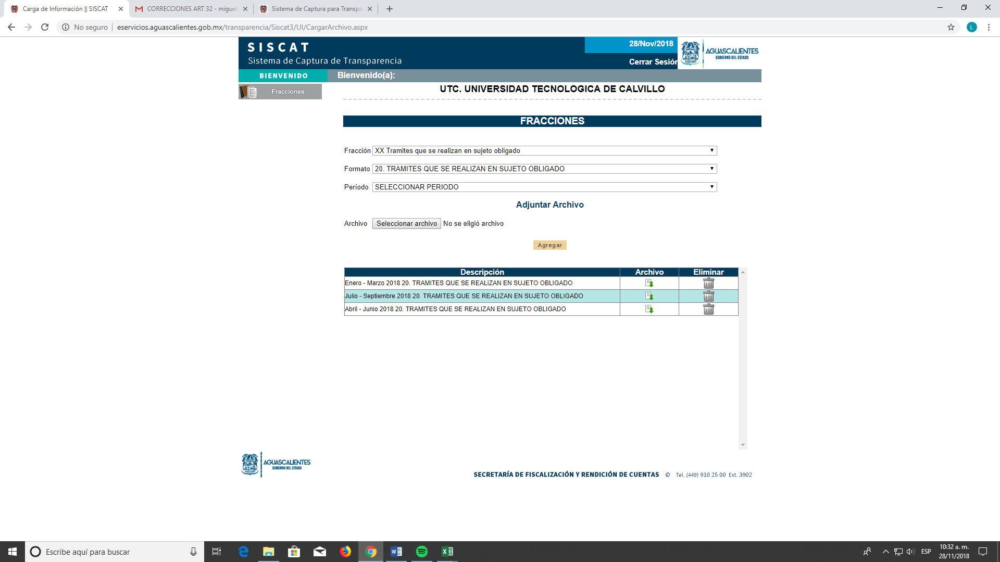 Carga de Información || SISCAT
CORRECCIONES ART 32 - miguel
Sistema de Captura para Transpa
No seguro
eservicios.aguascalientes.gob.mx/transparencia/Siscat3/UI/CargarArchivo.aspx
L
SISCAT
Sistema de Captura de Transparencia
28/Nov/2018
Cerrar Sesión
AGUASCALIENTES
GOBIERNO DEL ESTADO
BIENVENIDO
Bienvenido(a):
Fracciones
UTC. UNIVERSIDAD TECNOLOGICA DE CALVILLO
FRACCIONES
Fracción XX Tramites que se realizan en sujeto obligado
Formato 20. TRAMITES QUE SE REALIZAN EN SUJETO OBLIGADO
Período SELECCIONAR PERIODO
Adjuntar Archivo
Archivo Seleccionar archivo No se eligió archivo
Agregar
Descripción Archivo Eliminar
Enero - Marzo 2018 20. TRAMITES QUE SE REALIZAN EN SUJETO OBLIGADO
Julio - Septiembre 2018 20. TRAMITES QUE SE REALIZAN EN SUJETO OBLIGADO
Abril - Junio 2018 20. TRAMITES QUE SE REALIZAN EN SUJETO OBLIGADO
AGUASCALIENTES
GOBIERNO DEL ESTADO
SECRETARÍA DE FISCALIZACIÓN Y RENDICIÓN DE CUENTAS © Tel. (449) 910 25 00 Ext. 3902
Escribe aquí para buscar
ESP
10:32 a. m.
28/11/2018